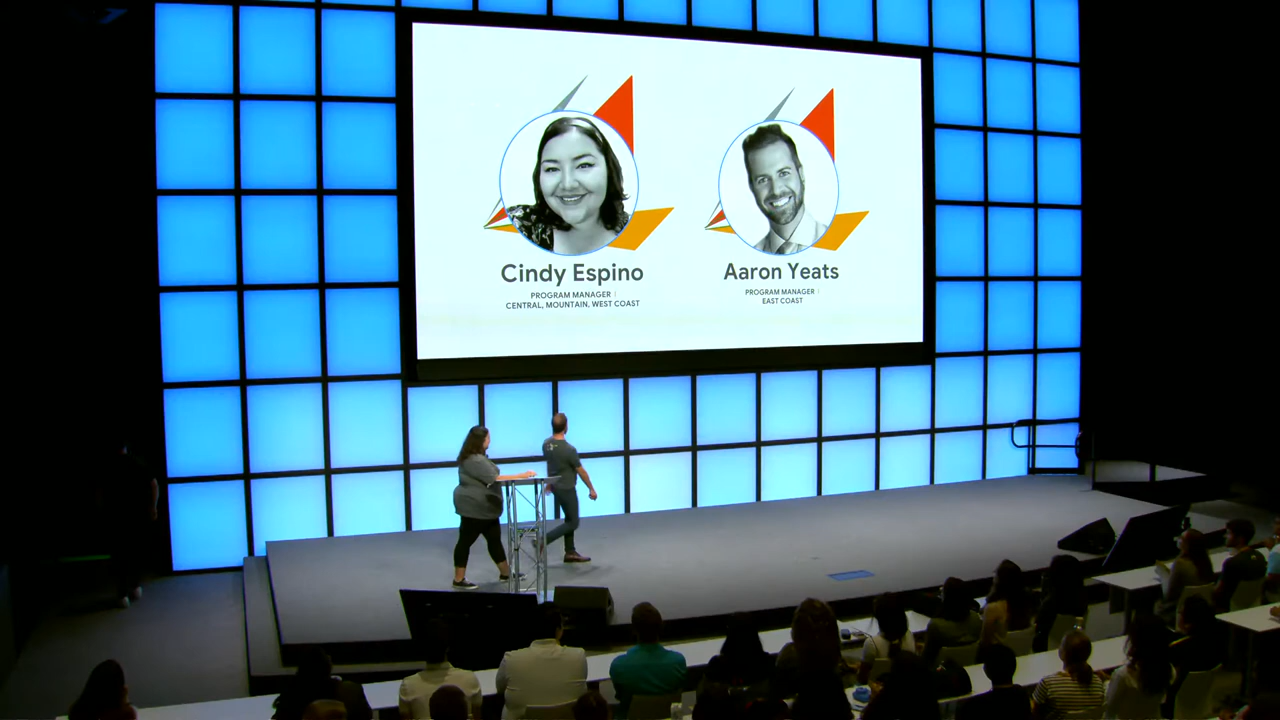 Cindy Espino
PROGRAM MANAGER |
CENTRAL, MOUNTAIN, WEST COAST
Aaron Yeats
PROGRAM MANAGER |
EAST COAST